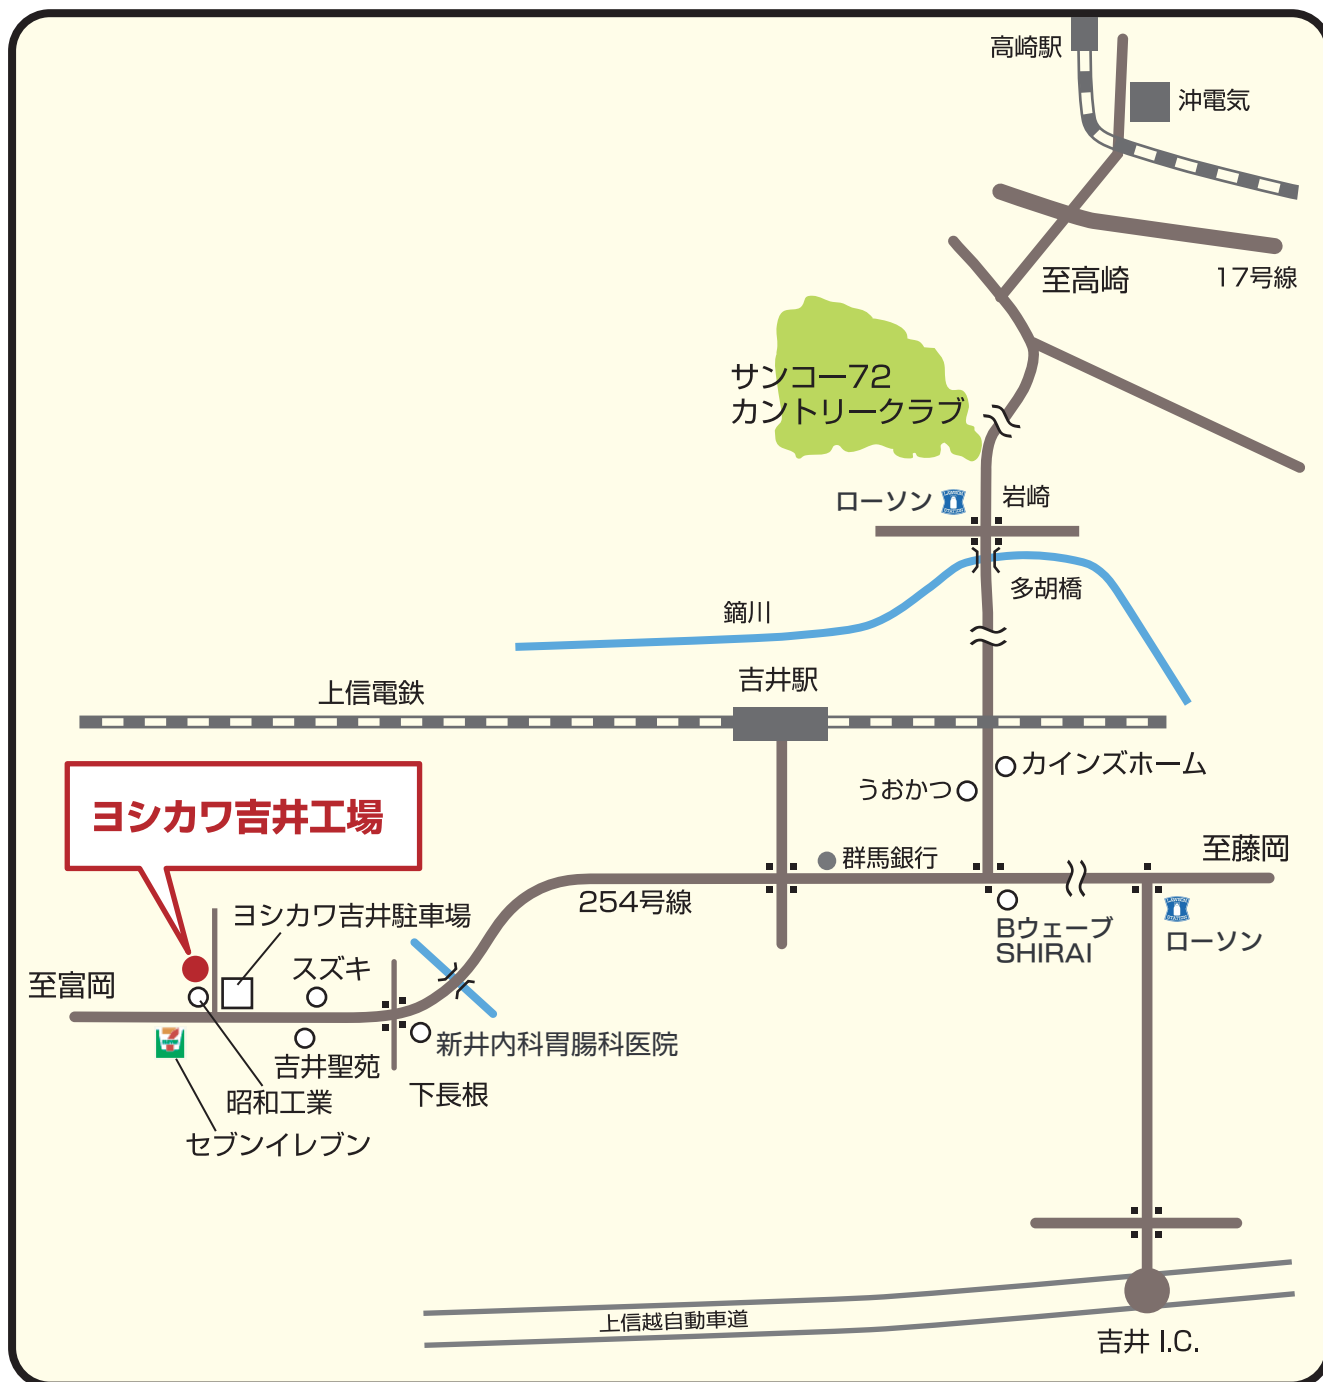 高崎駅
沖電気
至高崎
17号線
サンコー72
カントリークラブ
ローソン
岩崎
多胡橋
鏑川
吉井駅
上信電鉄
カインズホーム
うおかつ
ヨシカワ吉井工場
群馬銀行
至藤岡
254号線
ヨシカワ吉井駐車場
Bウェーブ
SHIRAI
ローソン
スズキ
至富岡
新井内科胃腸科医院
吉井聖苑
下長根
昭和工業
セブンイレブン
上信越自動車道
吉井 I.C.